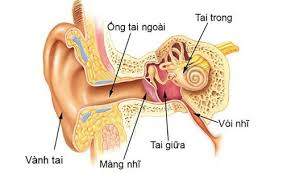 Ống tai ngoài
Tai trong
Vòi nhĩ
Tai giữa
Màng nhĩ
Vành tai